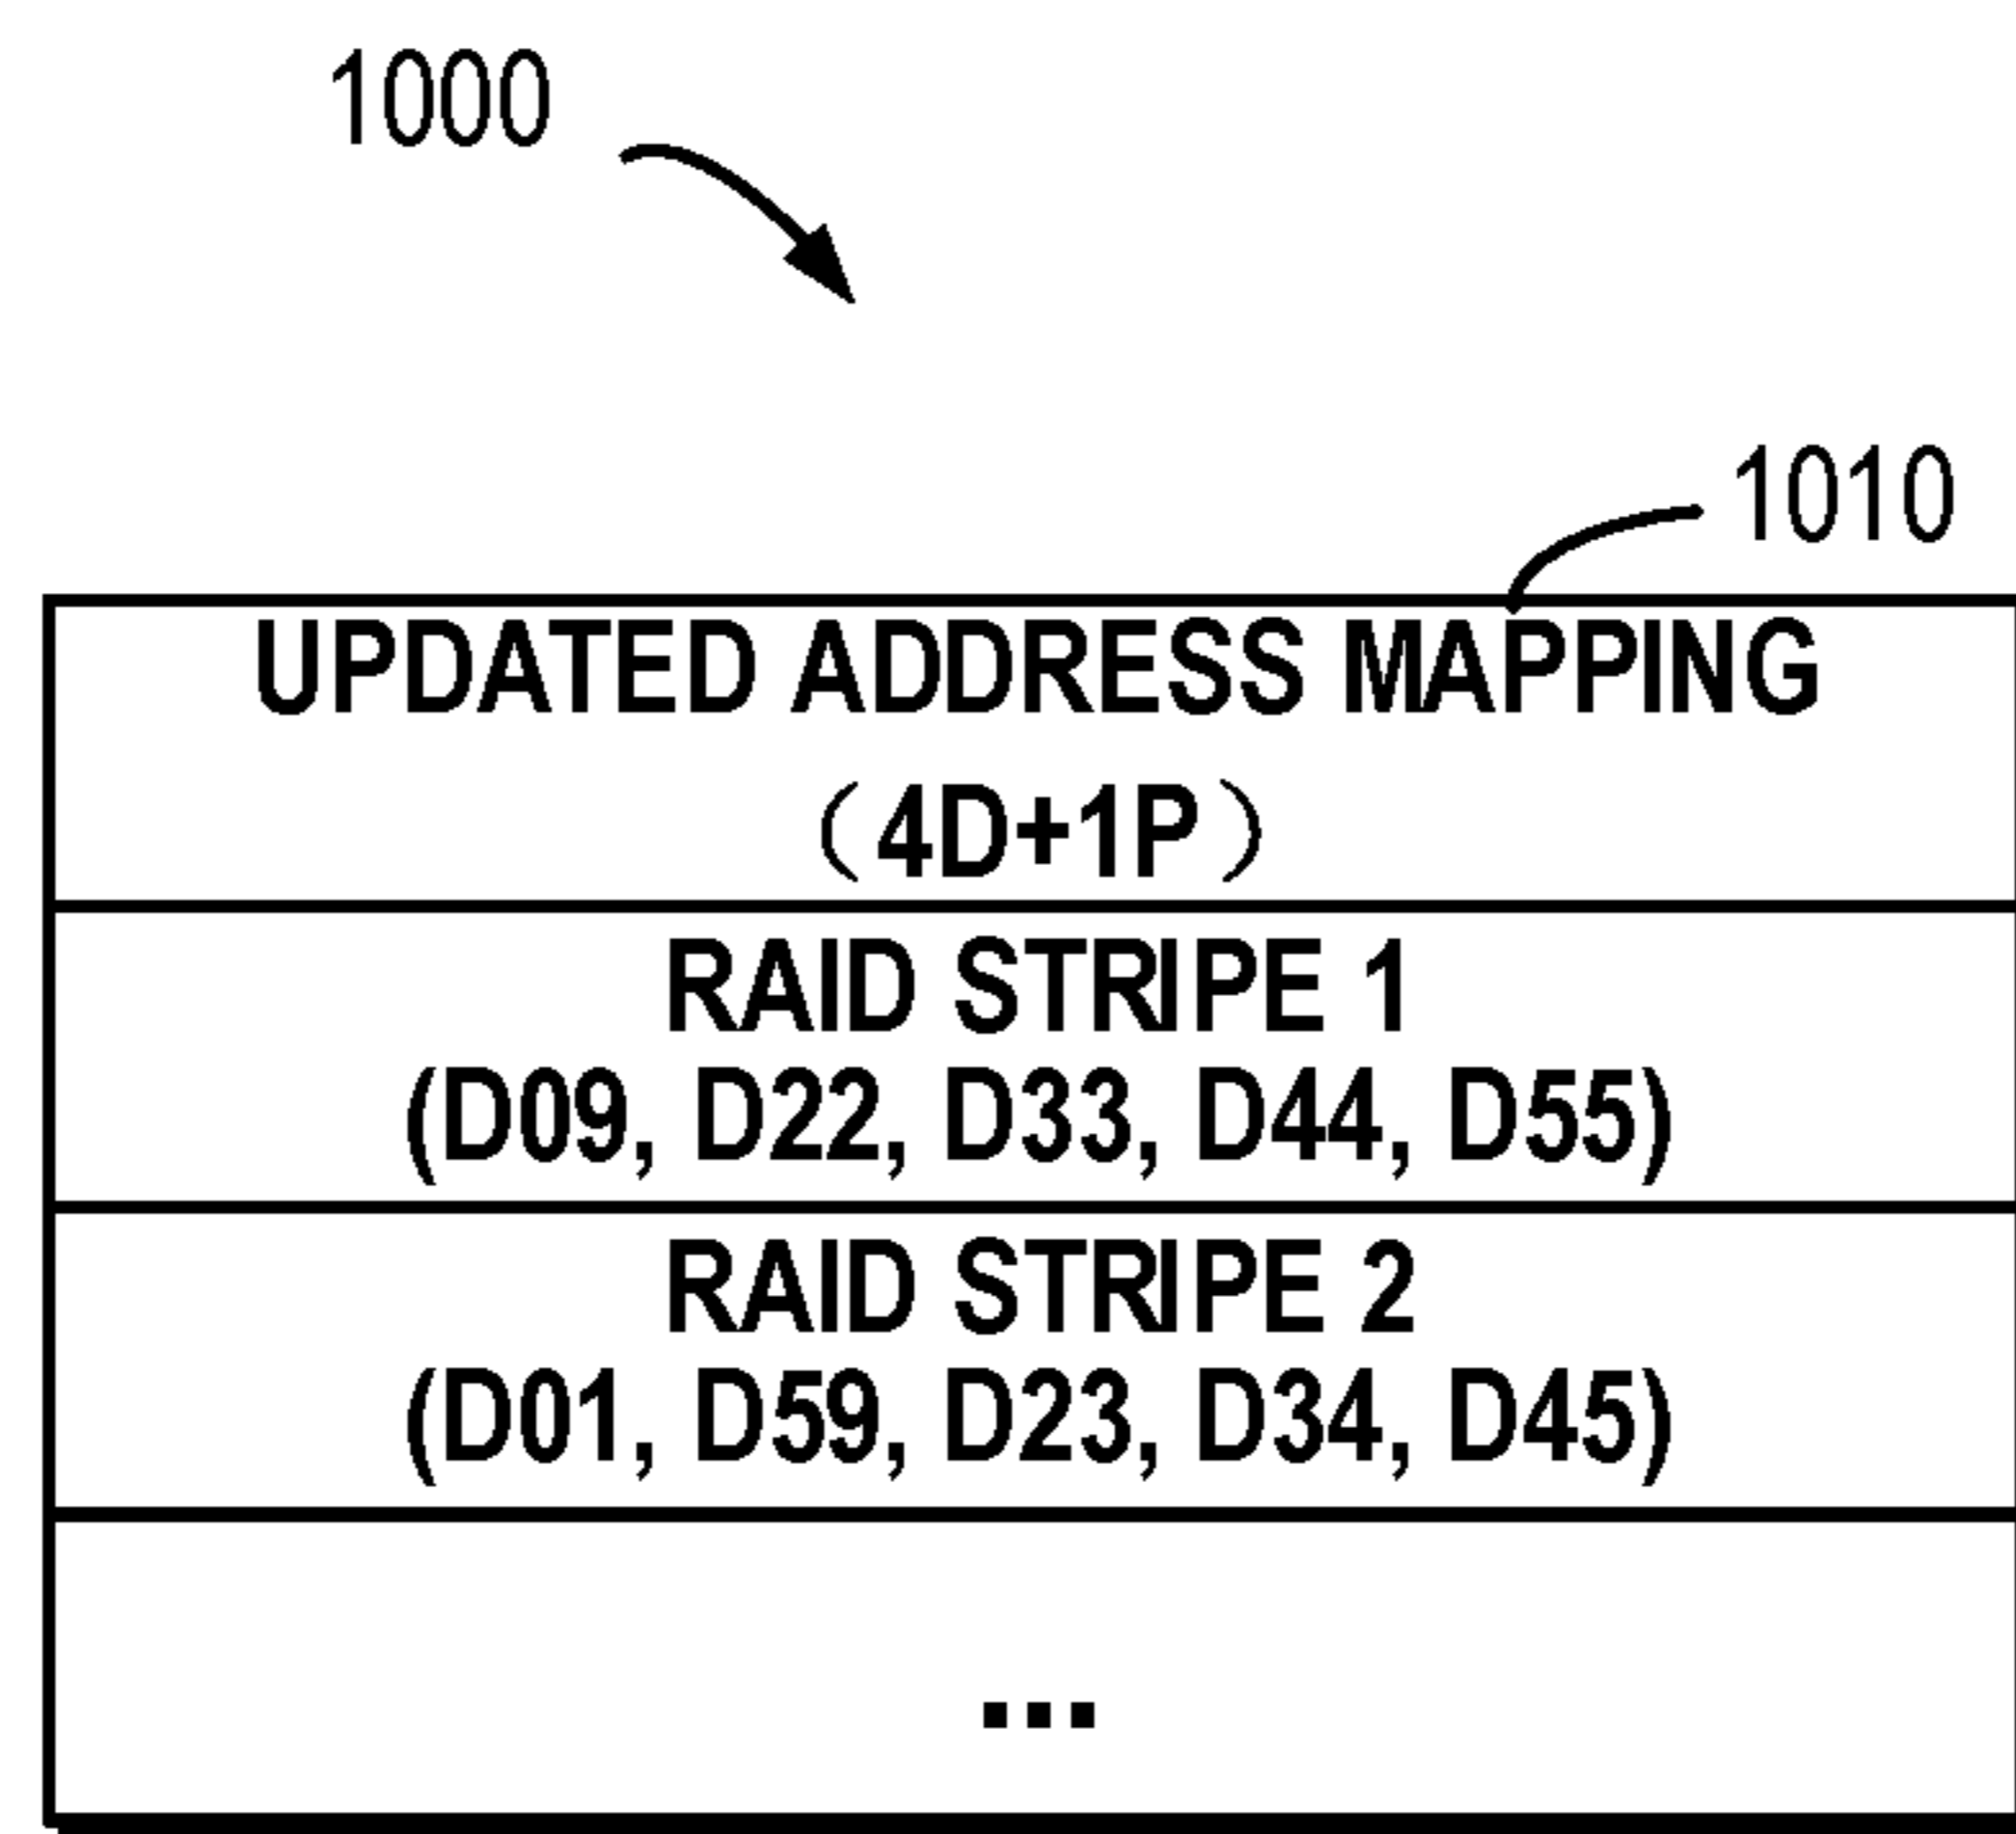 1000
1010
UPDATED ADDRESS MAPPING
（4D+1P）
RAID STRIPE 1
(D09, D22, D33, D44, D55)
RAID STRIPE 2
(D01, D59, D23, D34, D45)
...